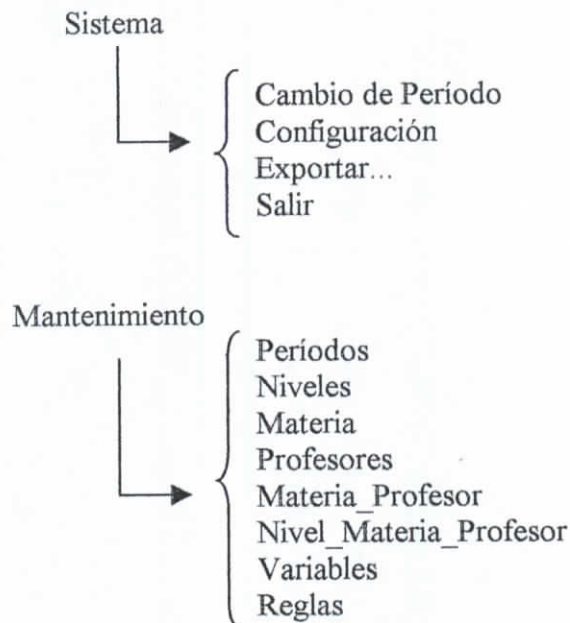 Sistema
Cambio de Período
Configuración
Exportar...
Salir
Mantenimiento
Períodos
Niveles
Materia
Profesores
Materia_Profesor
Nivel_Materia_Profesor
Variables
Reglas